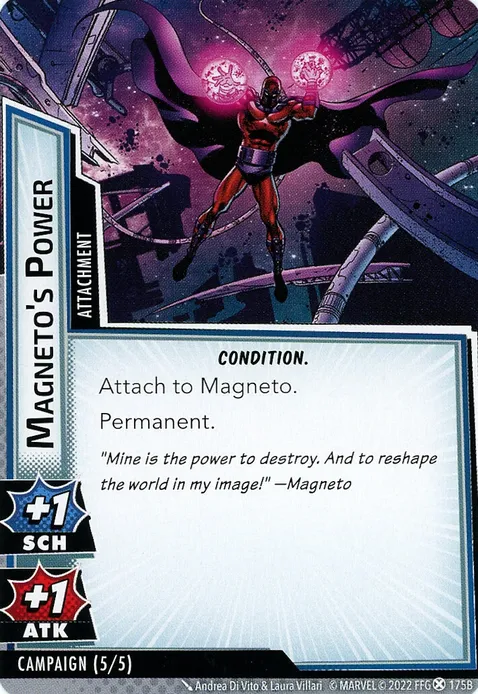 MAGNETO'S POWER
ATTACHMENT
CONDITION.
Attach to Magneto.
Permanent.
"Mine is the power to destroy. And to reshape
the world in my image!" —Magneto
+1
SCH
+1
ATK
CAMPAIGN (5/5)
Andrea Di Vito & Laura Villari © MARVEL © 2022 FFG 175B